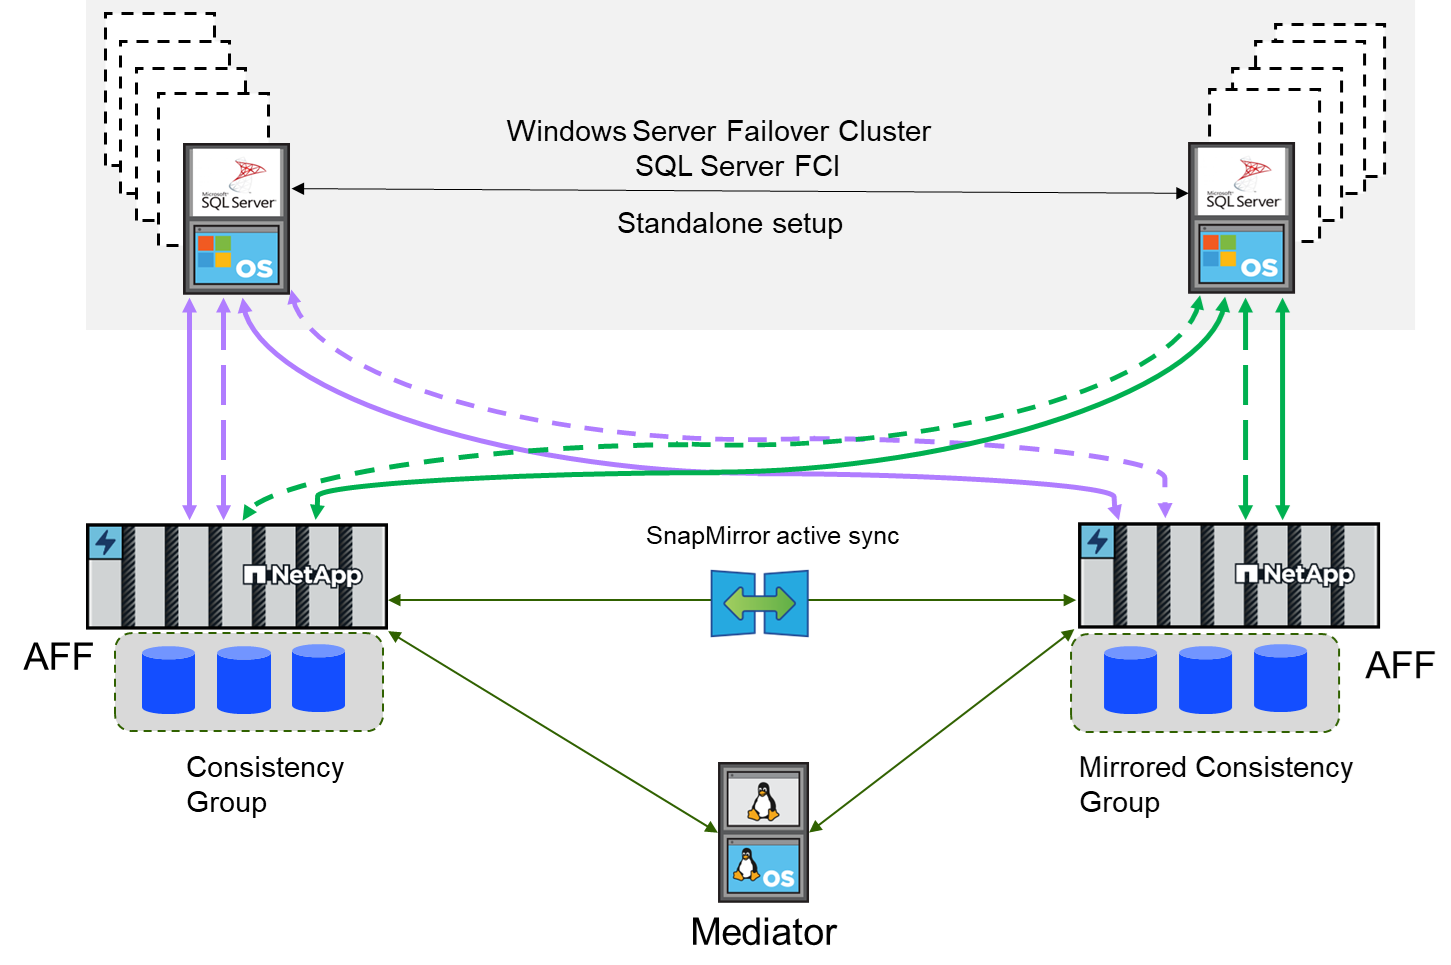 Windows Server Failover Cluster
SQL Server FCI
Standalone setup
Microsoft
SQL Server
OS
Microsoft
SQL Server
OS
SnapMirror active sync
NetApp
NetApp
AFF
AFF
Consistency
Group
Mirrored Consistency
Group
OS
Mediator